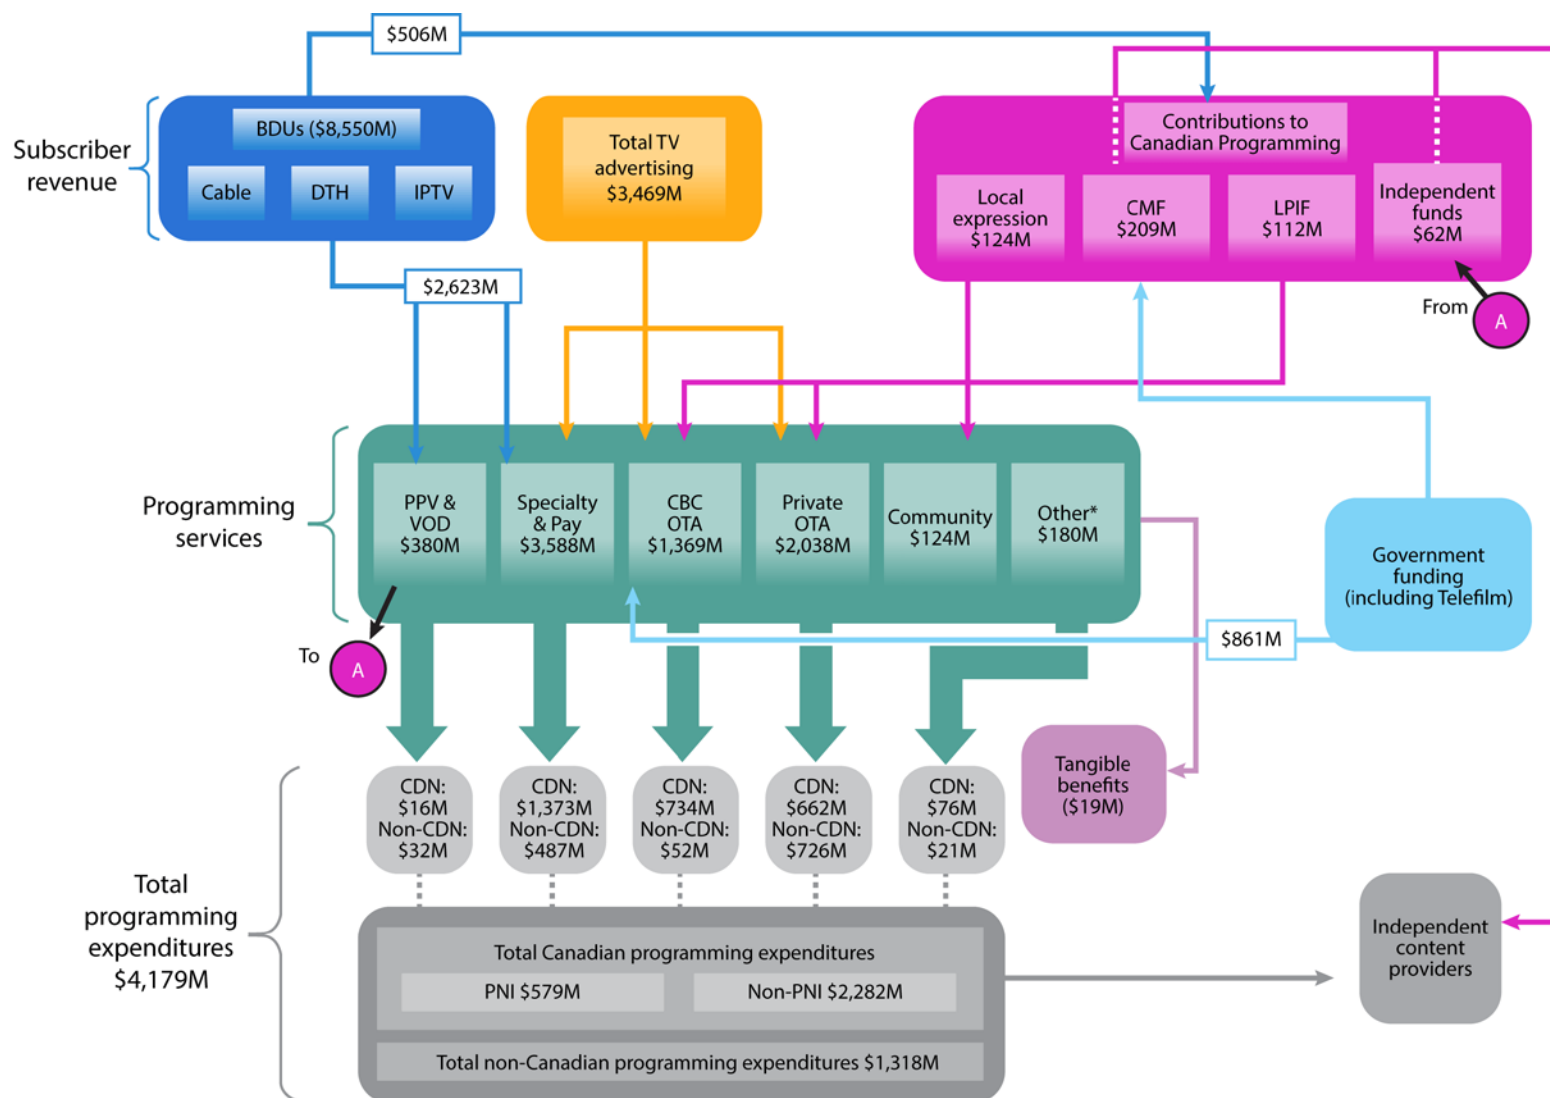 $506M
Subscriber
revenue
BDUs ($8,550M)
Cable
DTH
IPTV
Total TV
advertising
$3,469M
Contributions to
Canadian Programming
Local
expression
$124M
CMF
$209M
LPIF
$112M
Independent
funds
$62M
$2,623M
From
A
Programming
services
PPV &
VOD
$380M
Specialty
& Pay
$3,588M
CBC
OTA
$1,369M
Private
OTA
$2,038M
Community
$124M
Other*
$180M
Government
funding
(including Telefilm)
$861M
To
A
CDN:
$16M
Non-CDN:
$32M
CDN:
$1,373M
Non-CDN:
$487M
CDN:
$734M
Non-CDN:
$52M
CDN:
$662M
Non-CDN:
$726M
CDN:
$76M
Non-CDN:
$21M
Tangible
benefits
($19M)
Total
programming
expenditures
$4,179M
Total Canadian programming expenditures
PNI $579M
Non-PNI $2,282M
Total non-Canadian programming expenditures $1,318M
Independent
content
providers